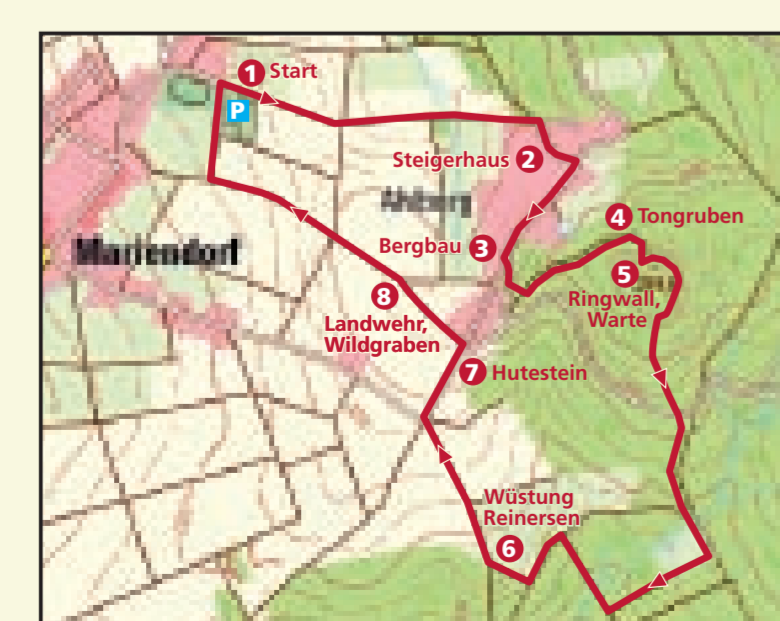 1 Start
P
Steigerhaus 2
Ahlberg
4 Tongruben
Mariendorf
Bergbau 3
5
Ringwall,
Warte
8
Landwehr,
Wildgraben
7 Hutestein
Wüstung
Reinersen
6